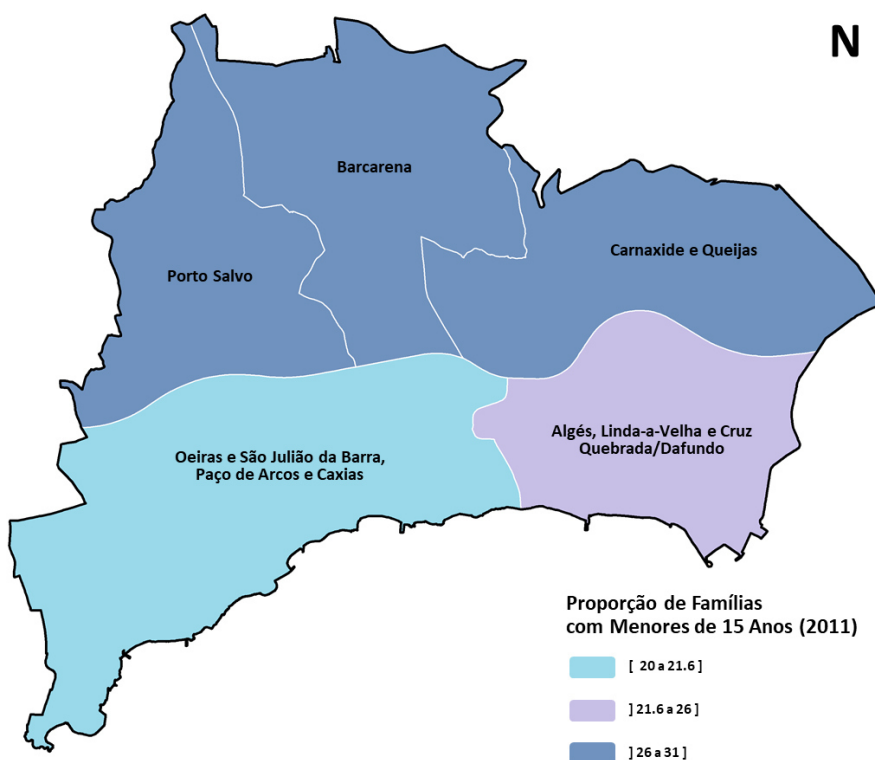 N
Barcarena
Carnaxide e Queijas
Porto Salvo
Algés, Linda-a-Velha e Cruz
Quebrada/Dafundo
Oeiras e São Julião da Barra,
Paço de Arcos e Caxias
Proporção de Famílias
com Menores de 15 Anos (2011)
[ 20 a 21.6 ]
] 21.6 a 26 ]
] 26 a 31 ]